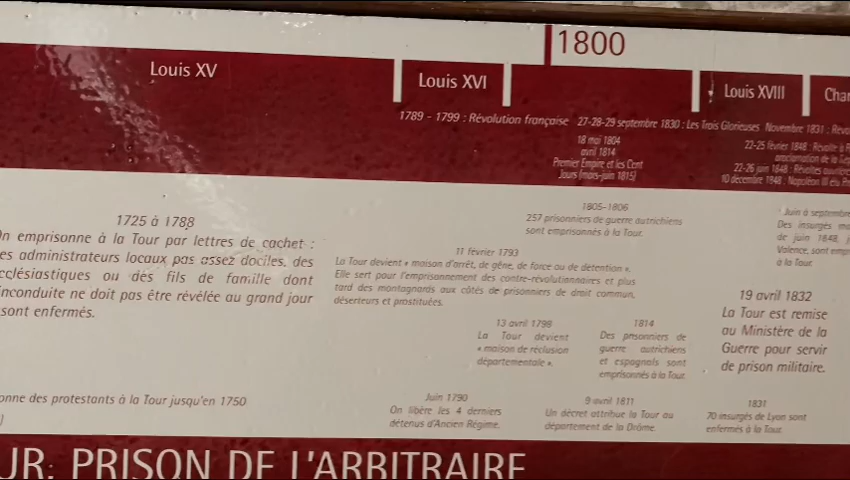 1800
Louis XV
Louis XVI
Louis XVIII
1789 - 1799 : Révolution française
27-28-29 septembre 1830 : Les Trois Glorieuses
Novembre 1831 :
18 mai 1804
avril 1814
Premier Empire et les Cent
Jours (mars-juin 1815)
22-25 février 1848 : Révolte à
proclamation de la
22-26 juin 1848 : Révoltes
10 décembre 1848 : Napoléon III élu
1725 à 1788
On emprisonne à la Tour par lettres de cachet :
administrateurs locaux pas assez dociles, des
ecclésiastiques ou des fils de famille dont
inconduite ne doit pas être révélée au grand jour
sont enfermés.
1805-1806
257 prisonniers de guerre autrichiens
sont emprisonnés à la Tour.
Juin à septembre
Des insurgés
de juin 1848,
Valence, sont
à la Tour
11 février 1793
La Tour devient « maison d'arrêt, de gêne, de force ou de détention ».
Elle sert pour l'emprisonnement des contre-révolutionnaires et plus
tard des montagnards aux côtés de prisonniers de droit commun,
déserteurs et prostituées.
19 avril 1832
La Tour est remise
au Ministère de la
Guerre pour servir
de prison militaire.
13 avril 1798
La Tour devient
« maison de réclusion
départementale ».
1814
Des prisonniers de
guerre autrichiens
et espagnols sont
emprisonnés à la Tour.
onne des protestants à la Tour jusqu'en 1750
Juin 1790
On libère les 4 derniers
détenus d'Ancien Régime.
9 avril 1811
Un décret attribue la Tour au
département de la Drôme.
1831
70 insurgés de Lyon sont
enfermés à la Tour
UR: PRISON DE L'ARBITRAIRE